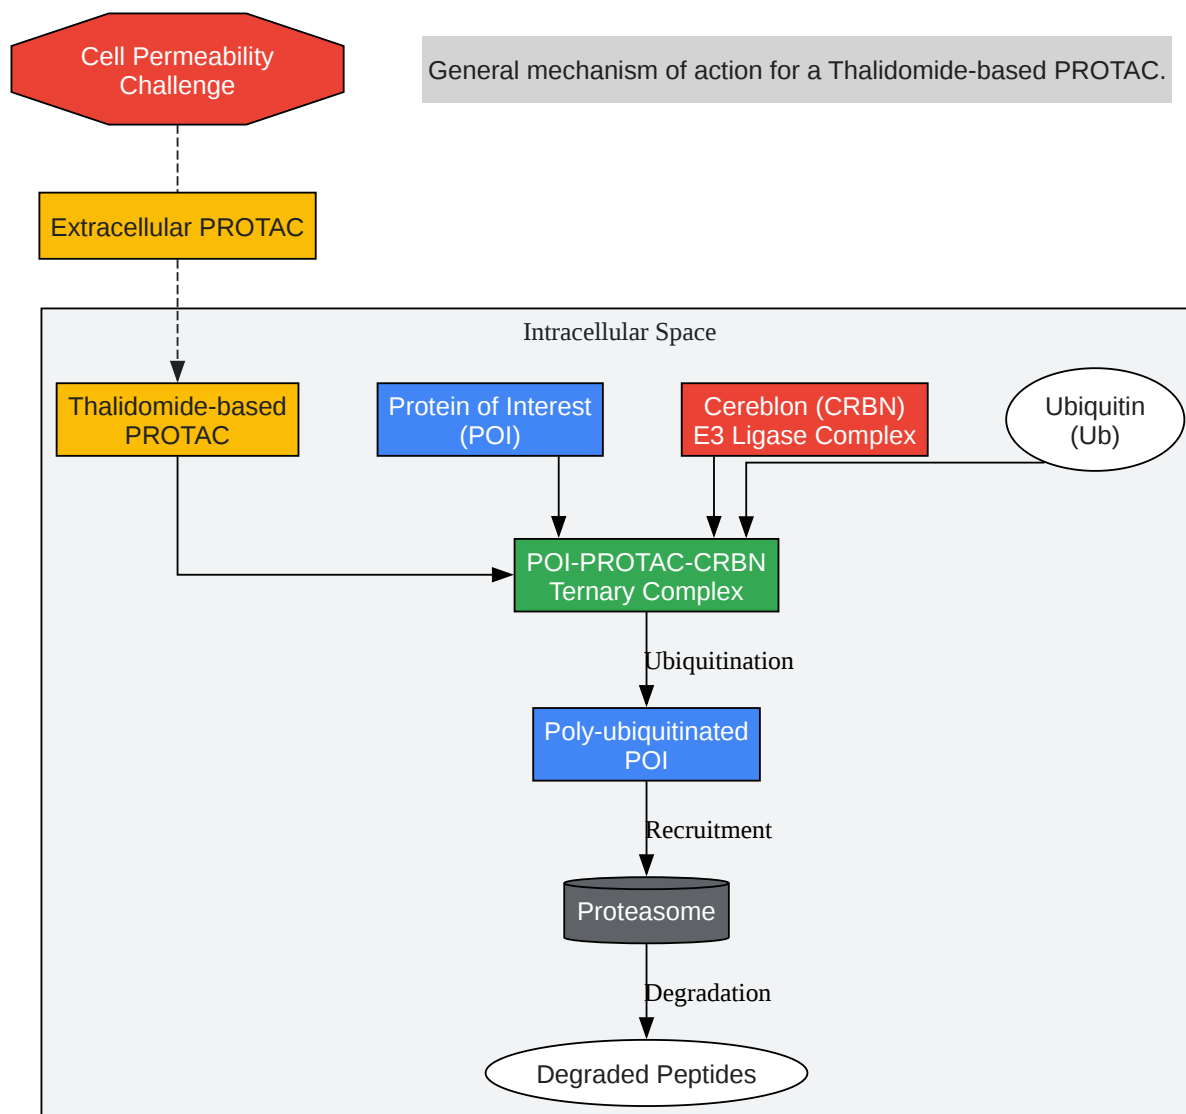 Cell Permeability
Challenge
General mechanism of action for a Thalidomide-based PROTAC.
Extracellular PROTAC
Intracellular Space
Thalidomide-based
PROTAC
Protein of Interest
(POI)
Cereblon (CRBN)
E3 Ligase Complex
Ubiquitin
(Ub)
POI-PROTAC-CRBN
Ternary Complex
Ubiquitination
Poly-ubiquitinated
POI
Recruitment
Proteasome
Degradation
Degraded Peptides